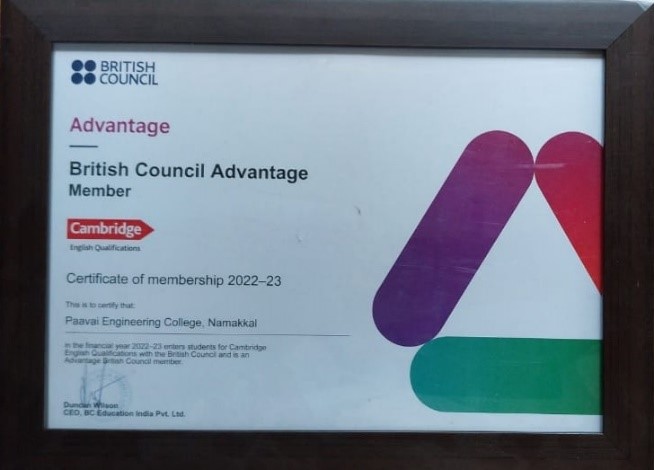 BRITISH
COUNCIL
Advantage
British Council Advantage
Member
Cambridge
English Qualifications
Certificate of membership 2022–23
This is to certify that:
Paavai Engineering College, Namakkal
in the financial year 2022–23 enters students for Cambridge
English Qualifications with the British Council and is an
Advantage British Council member.
Duncan Wilson
CEO, BC Education India Pvt. Ltd.